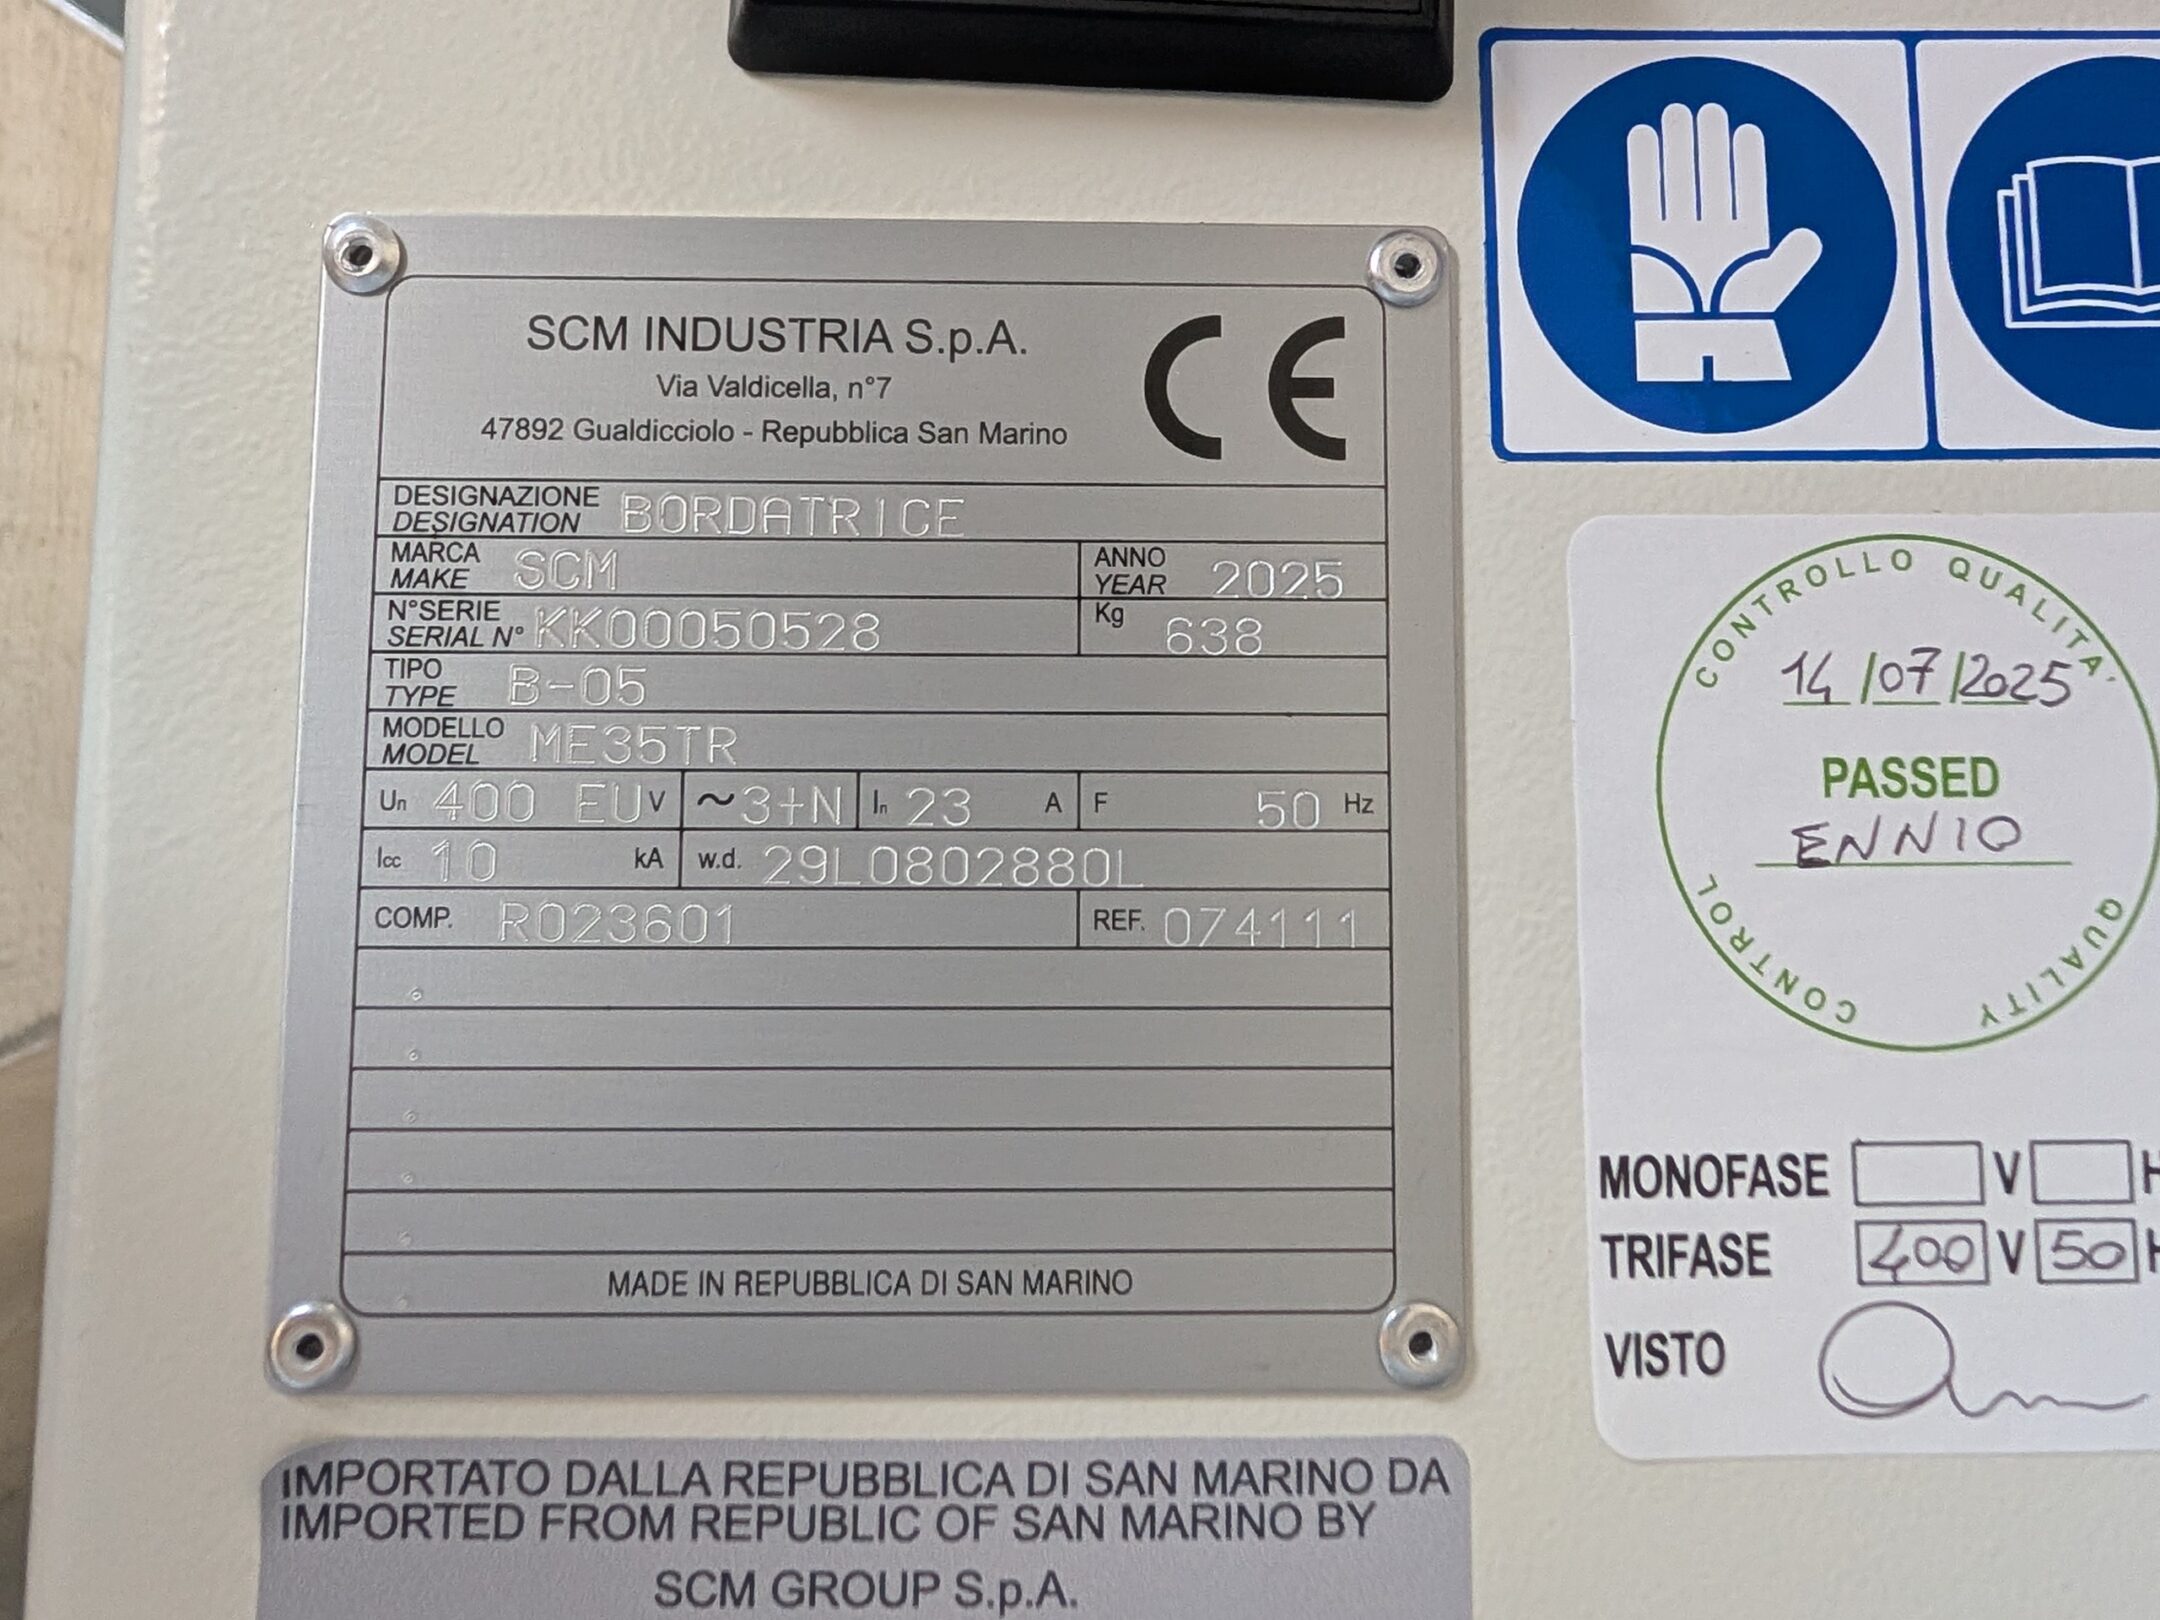 SCM INDUSTRIA S.p.A.
Via Valdicella, n°7
47892 Gualdicciolo - Repubblica San Marino
CE
DESIGNAZIONE
DESIGNATION BORDATRICE
MARCA
MAKE SCM
ANNO
YEAR 2025
N°SERIE
SERIAL N° KK00050528
Kg 638
TIPO
TYPE B-05
MODELLO
MODEL ME35TR
Un 400 EU V ~3+N In 23 A F 50 Hz
Icc 10 kA w.d. 29L0802880L
COMP. R023601 REF. 074111
MADE IN REPUBBLICA DI SAN MARINO
IMPORTATO DALLA REPUBBLICA DI SAN MARINO DA
IMPORTED FROM REPUBLIC OF SAN MARINO BY
SCM GROUP S.p.A.
CONTROLLO QUALITA'
14/07/2025
PASSED
ENNIO
QUALITY CONTROL
MONOFASE V H
TRIFASE 400 V 50 H
VISTO